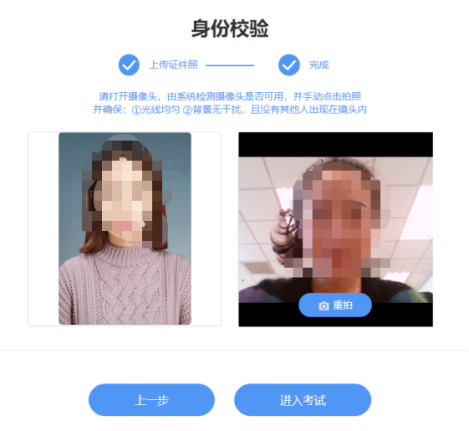 身份校验
上传证件照 完成
请打开摄像头，由系统检测摄像头是否可用，并手动点击拍照
并确保：①光线均匀 ②背景无干扰，且没有其他人出现在镜头内
重拍
上一步 进入考试